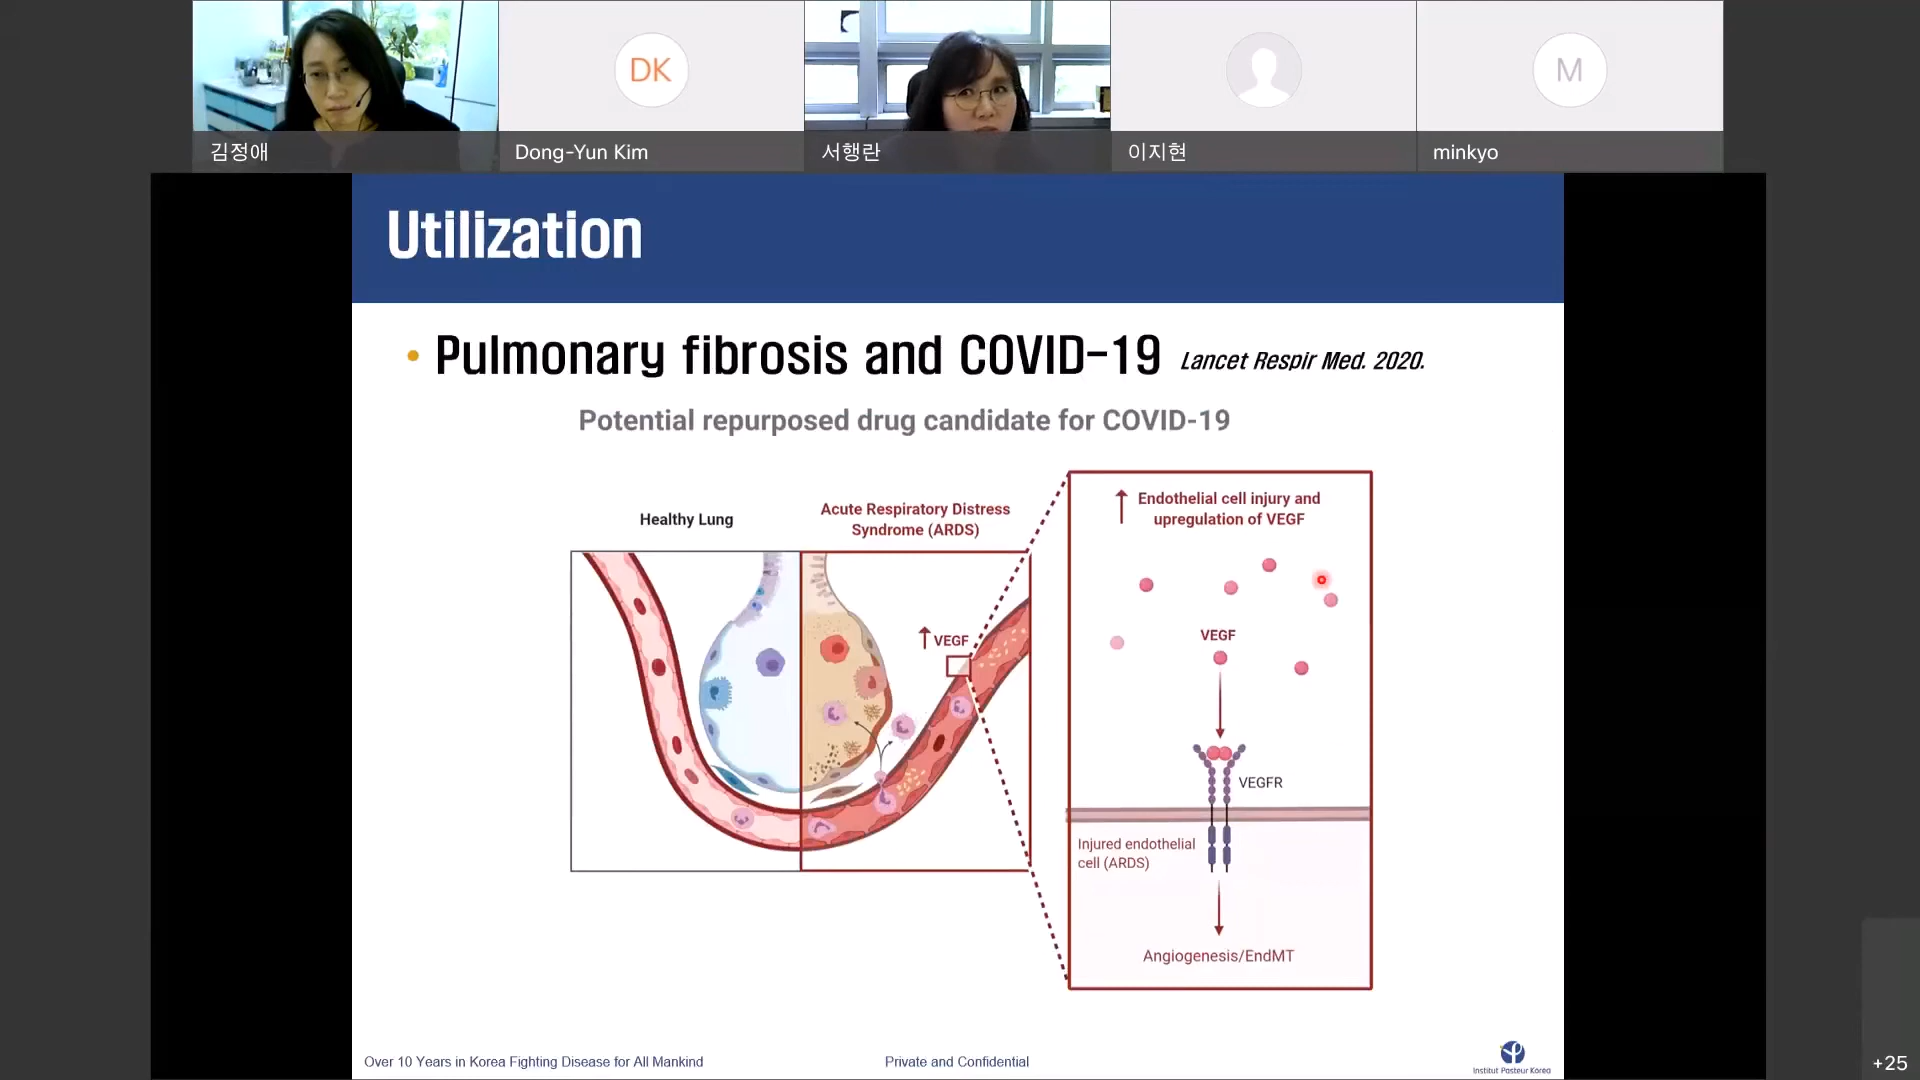 김정애
DK
Dong-Yun Kim
서행란
이지현
M
minkyo
Utilization
• Pulmonary fibrosis and COVID-19 Lancet Respir Med. 2020.
Potential repurposed drug candidate for COVID-19
Healthy Lung
Acute Respiratory Distress
Syndrome (ARDS)
↑ VEGF
↑ Endothelial cell injury and
upregulation of VEGF
VEGF
VEGFR
Injured endothelial
cell (ARDS)
Angiogenesis/EndMT
Over 10 Years in Korea Fighting Disease for All Mankind
Private and Confidential
Institut Pasteur Korea
+25